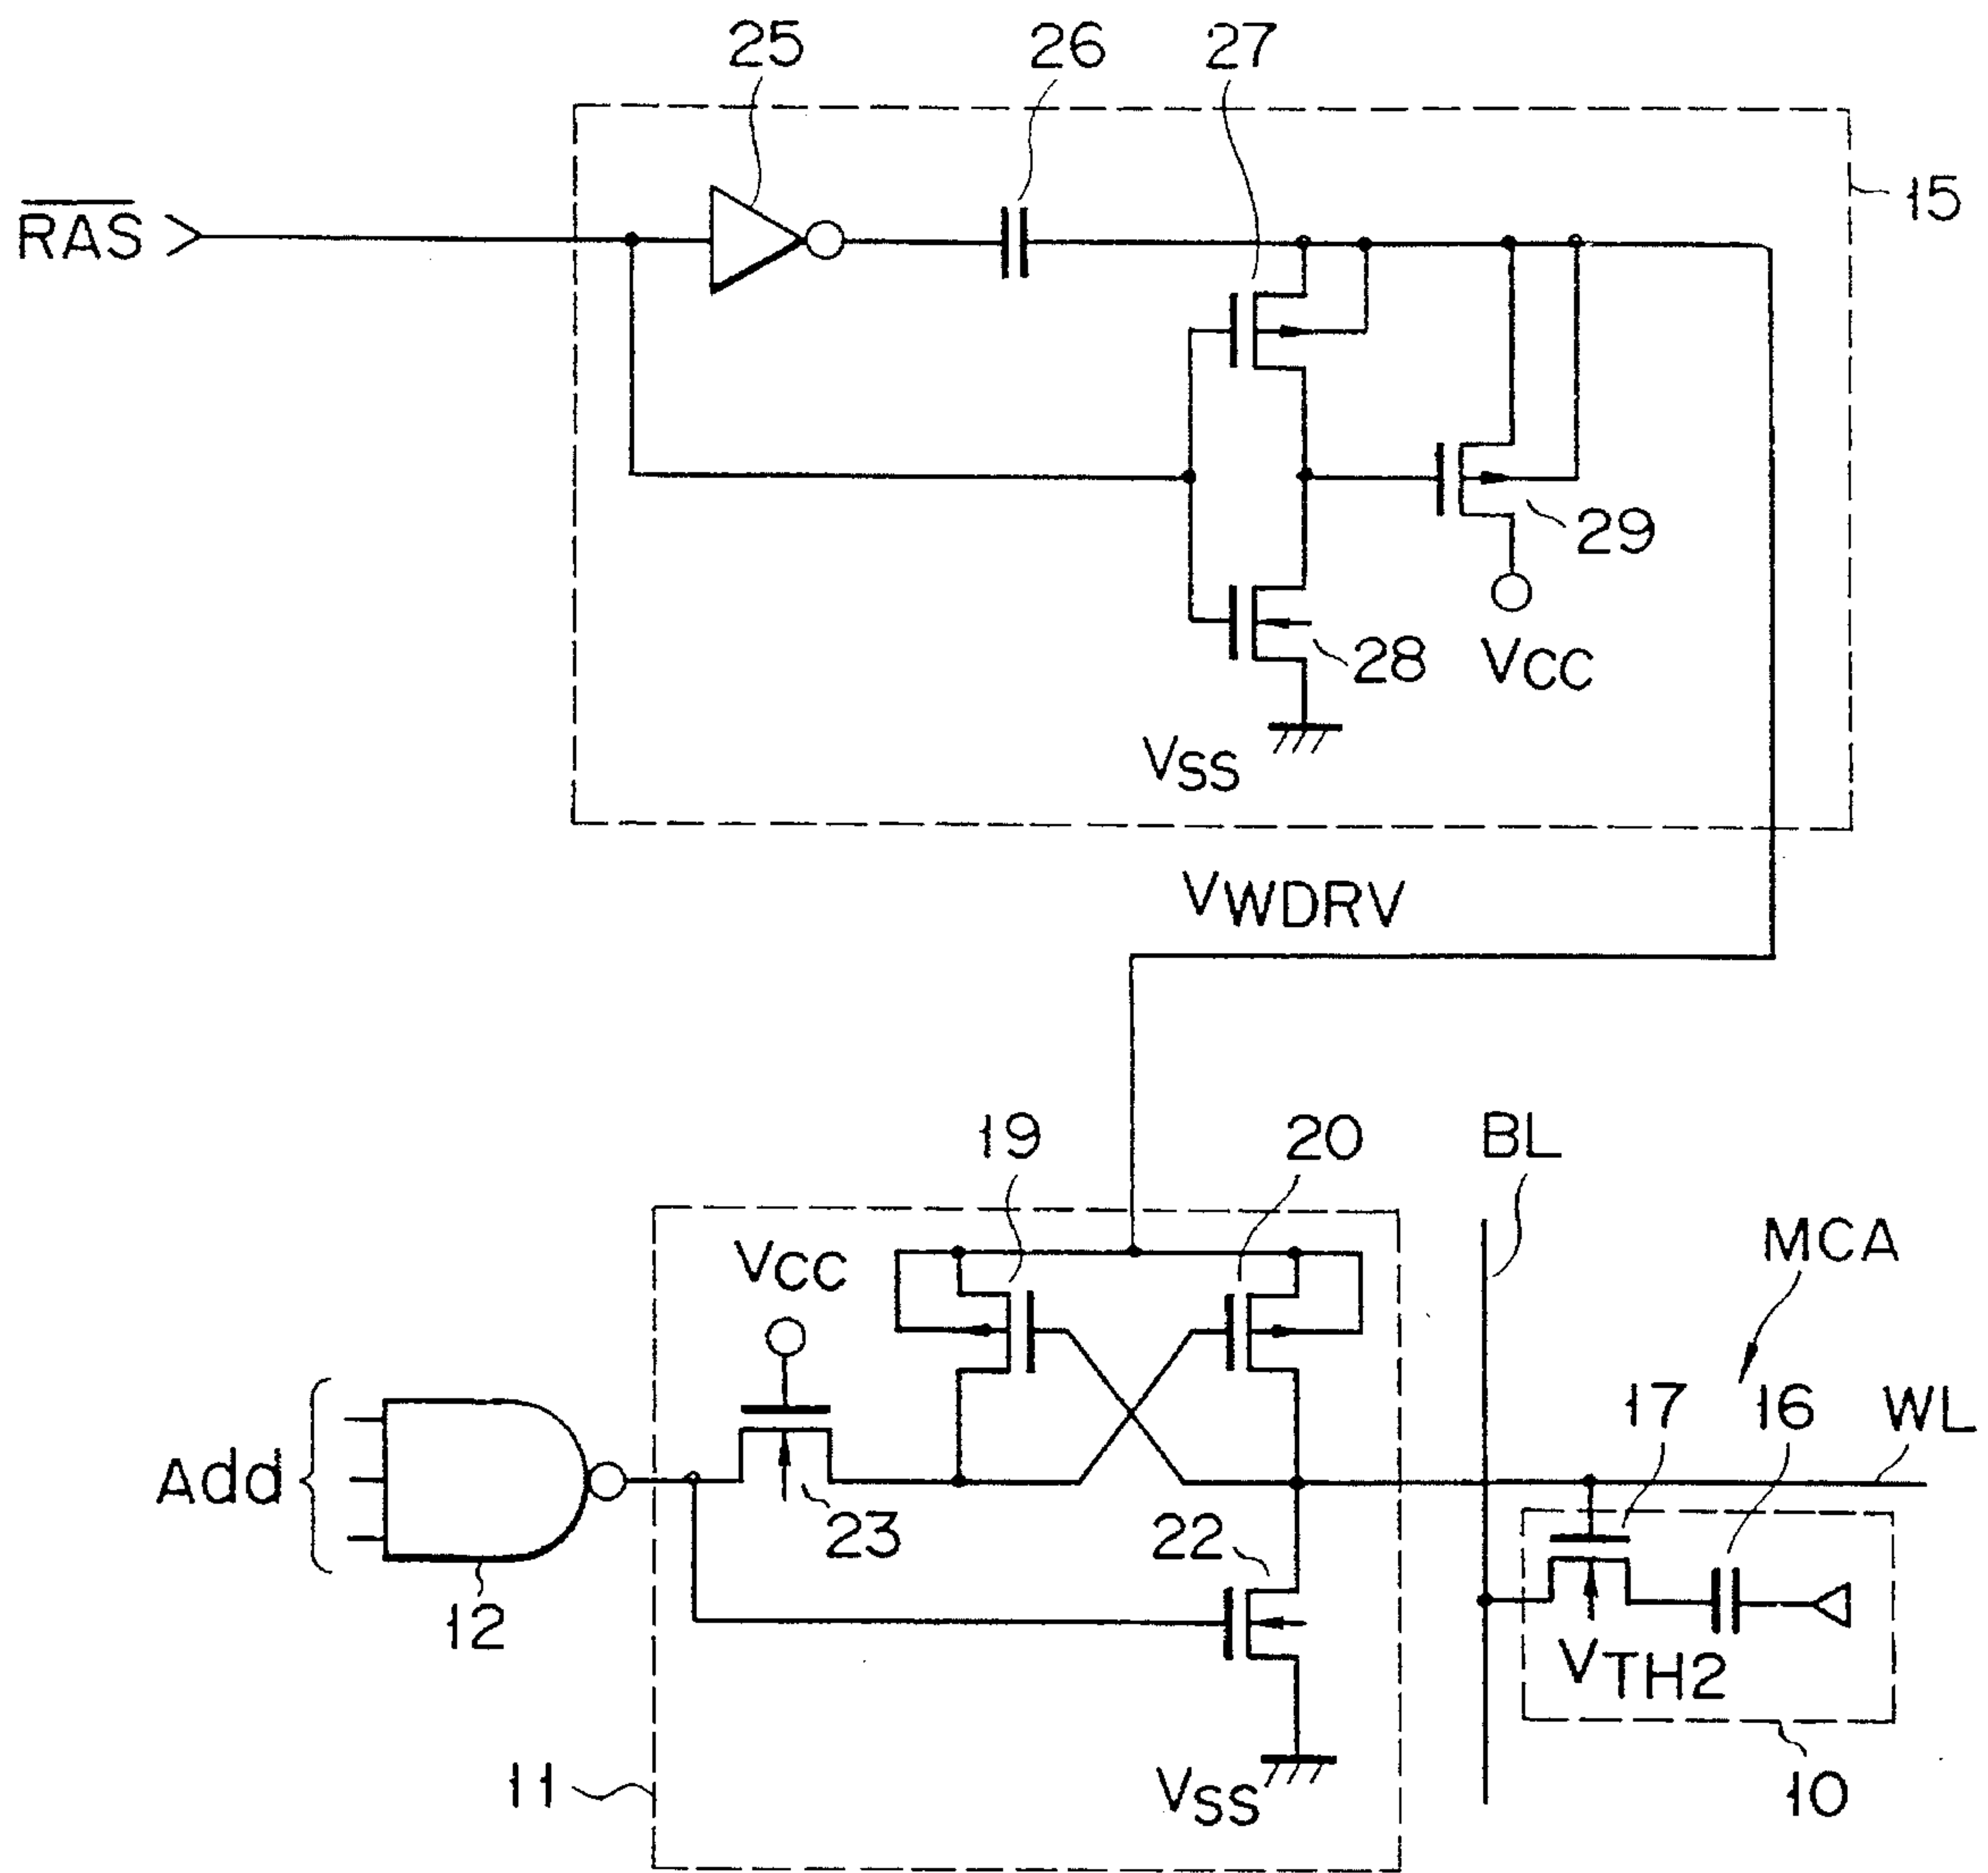 25 26 27
RAS
15
29
28 VCC
VSS
VWDRV
19 20 BL
MCA
VCC
17 16 WL
Add
23 22
12
VTH2
11 VSS 10